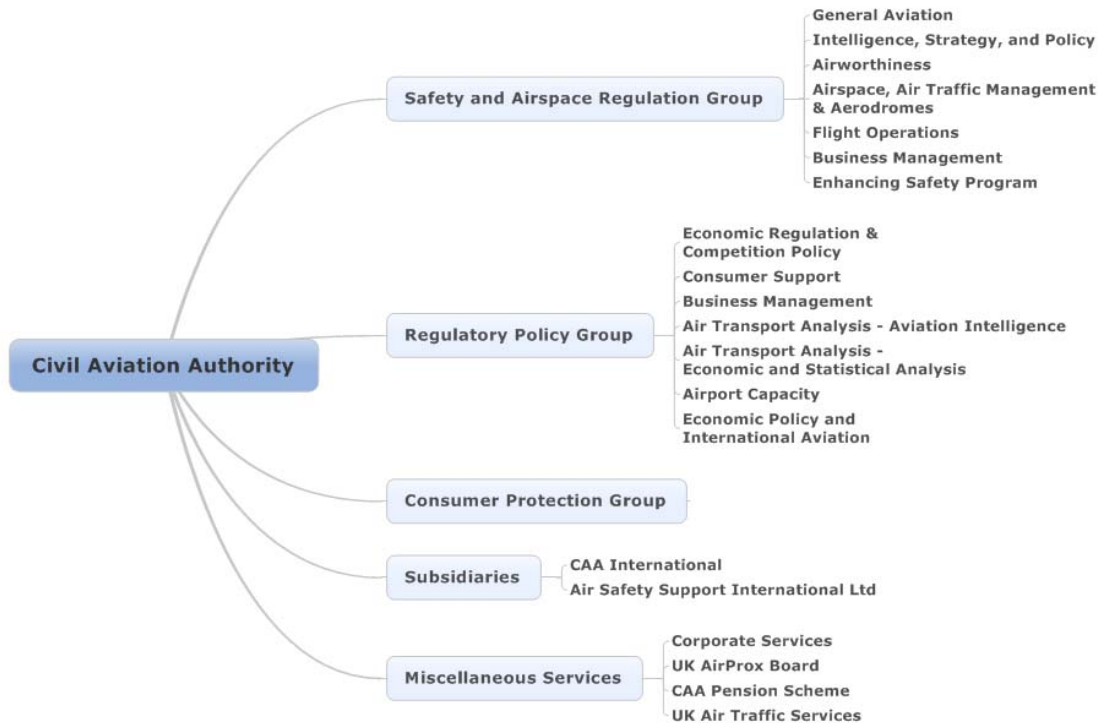 Civil Aviation Authority
Safety and Airspace Regulation Group
General Aviation
Intelligence, Strategy, and Policy
Airworthiness
Airspace, Air Traffic Management
& Aerodromes
Flight Operations
Business Management
Enhancing Safety Program
Regulatory Policy Group
Economic Regulation &
Competition Policy
Consumer Support
Business Management
Air Transport Analysis - Aviation Intelligence
Air Transport Analysis -
Economic and Statistical Analysis
Airport Capacity
Economic Policy and
International Aviation
Consumer Protection Group
Subsidiaries
CAA International
Air Safety Support International Ltd
Miscellaneous Services
Corporate Services
UK AirProx Board
CAA Pension Scheme
UK Air Traffic Services